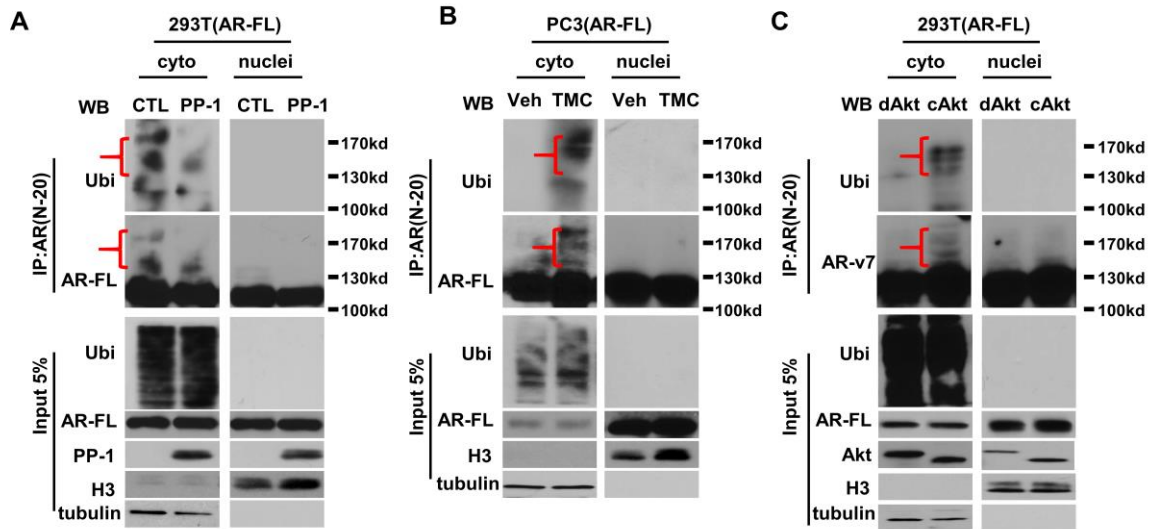 A
293T(AR-FL)
cyto nuclei
WB CTL PP-1 CTL PP-1
IP:AR(N-20)
Ubi
170kd
130kd
100kd
AR-FL
170kd
130kd
100kd
Input 5%
Ubi
AR-FL
PP-1
H3
tubulin
B
PC3(AR-FL)
cyto nuclei
WB Veh TMC Veh TMC
IP:AR(N-20)
Ubi
170kd
130kd
100kd
AR-FL
170kd
130kd
100kd
Input 5%
Ubi
AR-FL
H3
tubulin
C
293T(AR-FL)
cyto nuclei
WB dAkt cAkt dAkt cAkt
IP:AR(N-20)
Ubi
170kd
130kd
100kd
AR-v7
170kd
130kd
100kd
Input 5%
Ubi
AR-FL
Akt
H3
tubulin